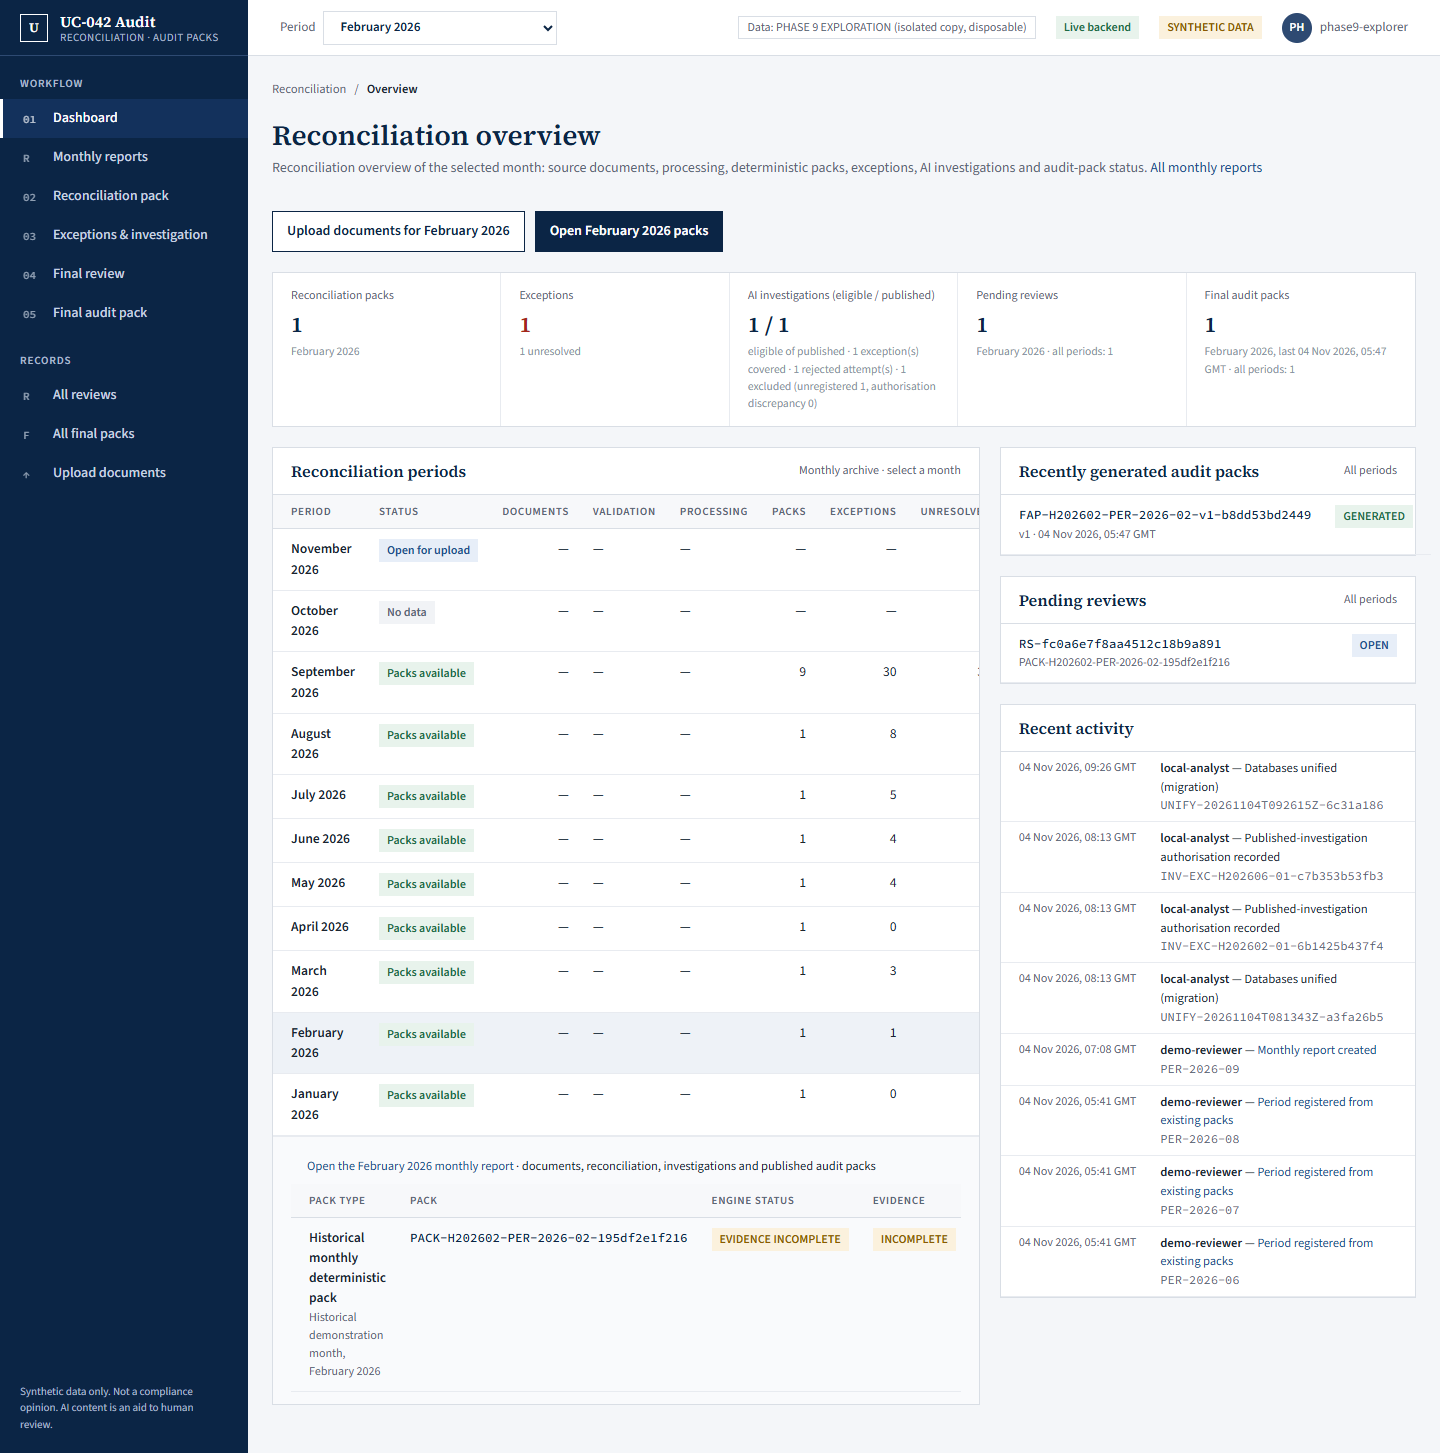 U
UC-042 Audit
RECONCILIATION · AUDIT PACKS
Period
February 2026
Data: PHASE 9 EXPLORATION (isolated copy, disposable)
Live backend
SYNTHETIC DATA
PH
phase9-explorer
WORKFLOW
01 Dashboard
R Monthly reports
02 Reconciliation pack
03 Exceptions & investigation
04 Final review
05 Final audit pack
RECORDS
R All reviews
F All final packs
↑ Upload documents
Synthetic data only. Not a compliance
opinion. AI content is an aid to human
review.
Reconciliation / Overview
Reconciliation overview
Reconciliation overview of the selected month: source documents, processing, deterministic packs, exceptions, AI investigations and audit-pack status. All monthly reports
Upload documents for February 2026
Open February 2026 packs
Reconciliation packs
1
February 2026
Exceptions
1
1 unresolved
AI investigations (eligible / published)
1 / 1
eligible of published · 1 exception(s)
covered · 1 rejected attempt(s) · 1
excluded (unregistered 1, authorisation
discrepancy 0)
Pending reviews
1
February 2026 · all periods: 1
Final audit packs
1
February 2026, last 04 Nov 2026, 05:47
GMT · all periods: 1
Reconciliation periods
Monthly archive · select a month
PERIOD STATUS DOCUMENTS VALIDATION PROCESSING PACKS EXCEPTIONS UNRESOLV
November
2026
Open for upload — — — — —
October
2026
No data — — — — —
September
2026
Packs available — — — 9 30
August
2026
Packs available — — — 1 8
July 2026 Packs available — — — 1 5
June 2026 Packs available — — — 1 4
May 2026 Packs available — — — 1 4
April 2026 Packs available — — — 1 0
March
2026
Packs available — — — 1 3
February
2026
Packs available — — — 1 1
January
2026
Packs available — — — 1 0
Open the February 2026 monthly report · documents, reconciliation, investigations and published audit packs
PACK TYPE PACK ENGINE STATUS EVIDENCE
Historical
monthly
deterministic
pack
Historical
demonstration
month,
February 2026
PACK-H202602-PER-2026-02-195df2e1f216
EVIDENCE INCOMPLETE
INCOMPLETE
Recently generated audit packs
All periods
FAP-H202602-PER-2026-02-v1-b8dd53bd2449
v1 · 04 Nov 2026, 05:47 GMT
GENERATED
Pending reviews
All periods
RS-fc0a6e7f8aa4512c18b9a891
PACK-H202602-PER-2026-02-195df2e1f216
OPEN
Recent activity
04 Nov 2026, 09:26 GMT local-analyst — Databases unified
(migration)
UNIFY-20261104T092615Z-6c31a186
04 Nov 2026, 08:13 GMT local-analyst — Published-investigation
authorisation recorded
INV-EXC-H202606-01-c7b353b53fb3
04 Nov 2026, 08:13 GMT local-analyst — Published-investigation
authorisation recorded
INV-EXC-H202602-01-6b1425b437f4
04 Nov 2026, 08:13 GMT local-analyst — Databases unified
(migration)
UNIFY-20261104T081343Z-a3fa26b5
04 Nov 2026, 07:08 GMT demo-reviewer — Monthly report created
PER-2026-09
04 Nov 2026, 05:41 GMT demo-reviewer — Period registered from
existing packs
PER-2026-08
04 Nov 2026, 05:41 GMT demo-reviewer — Period registered from
existing packs
PER-2026-07
04 Nov 2026, 05:41 GMT demo-reviewer — Period registered from
existing packs
PER-2026-06